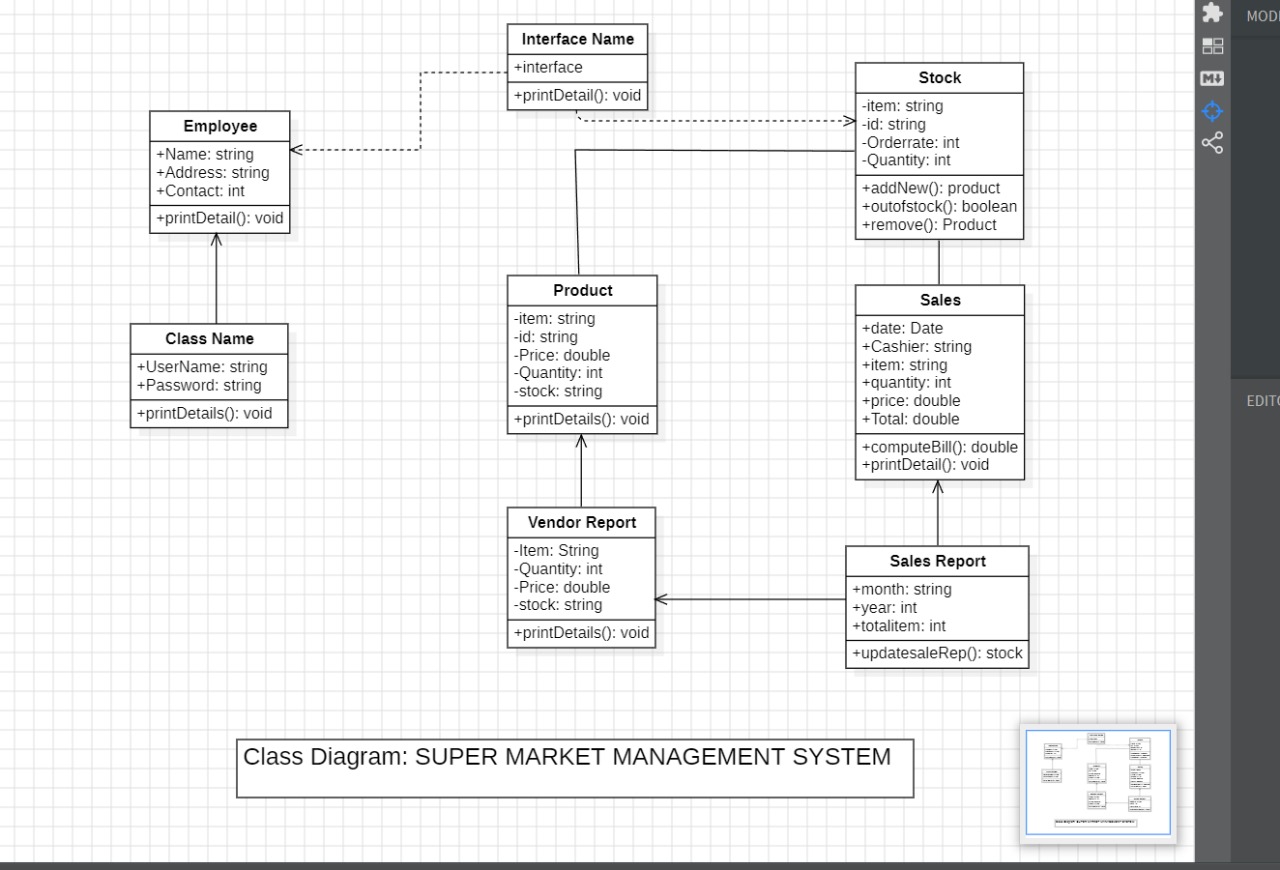 Interface Name
+interface
+printDetail(): void
Stock
-item: string
-id: string
-Orderrate: int
-Quantity: int
+addNew(): product
+outofstock(): boolean
+remove(): Product
Employee
+Name: string
+Address: string
+Contact: int
+printDetail(): void
Class Name
+UserName: string
+Password: string
+printDetails(): void
Product
-item: string
-id: string
-Price: double
-Quantity: int
-stock: string
+printDetails(): void
Sales
+date: Date
+Cashier: string
+item: string
+quantity: int
+price: double
+Total: double
+computeBill(): double
+printDetail(): void
Vendor Report
-Item: String
-Quantity: int
-Price: double
-stock: string
+printDetails(): void
Sales Report
+month: string
+year: int
+totalitem: int
+updatesaleRep(): stock
Class Diagram: SUPER MARKET MANAGEMENT SYSTEM